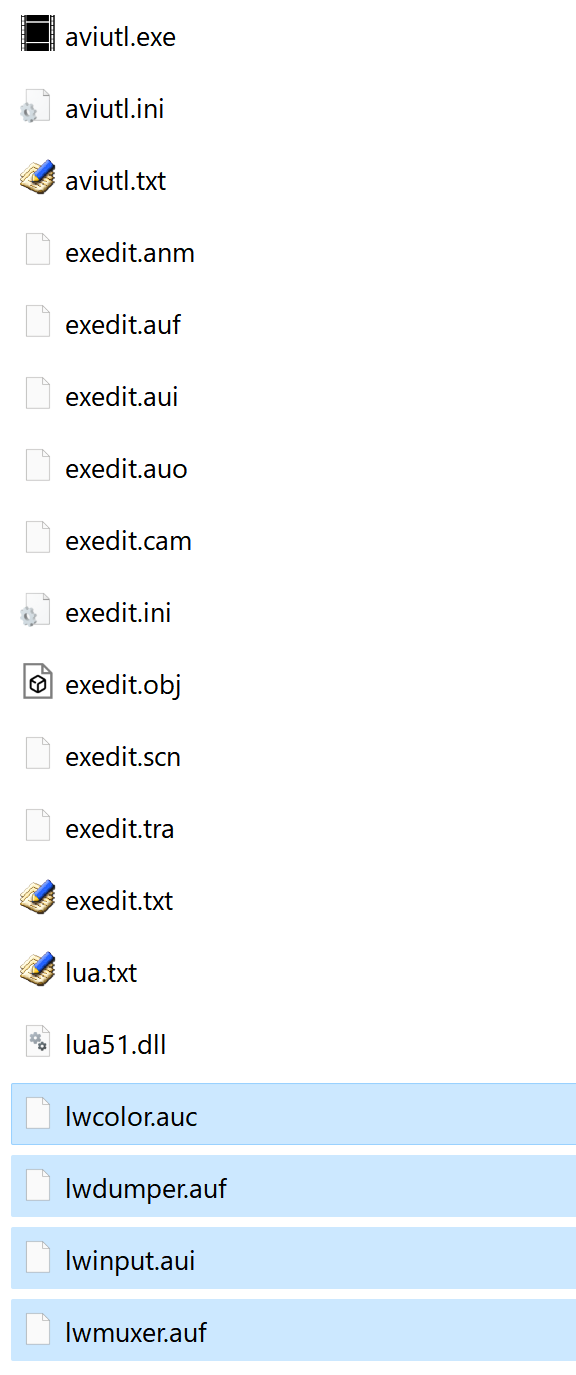 aviutl.exe
aviutl.ini
aviutl.txt
exedit.anm
exedit.auf
exedit.aui
exedit.auo
exedit.cam
exedit.ini
exedit.obj
exedit.scn
exedit.tra
exedit.txt
lua.txt
lua51.dll
lwcolor.auc
lwdumper.auf
lwinput.aui
lwmuxer.auf